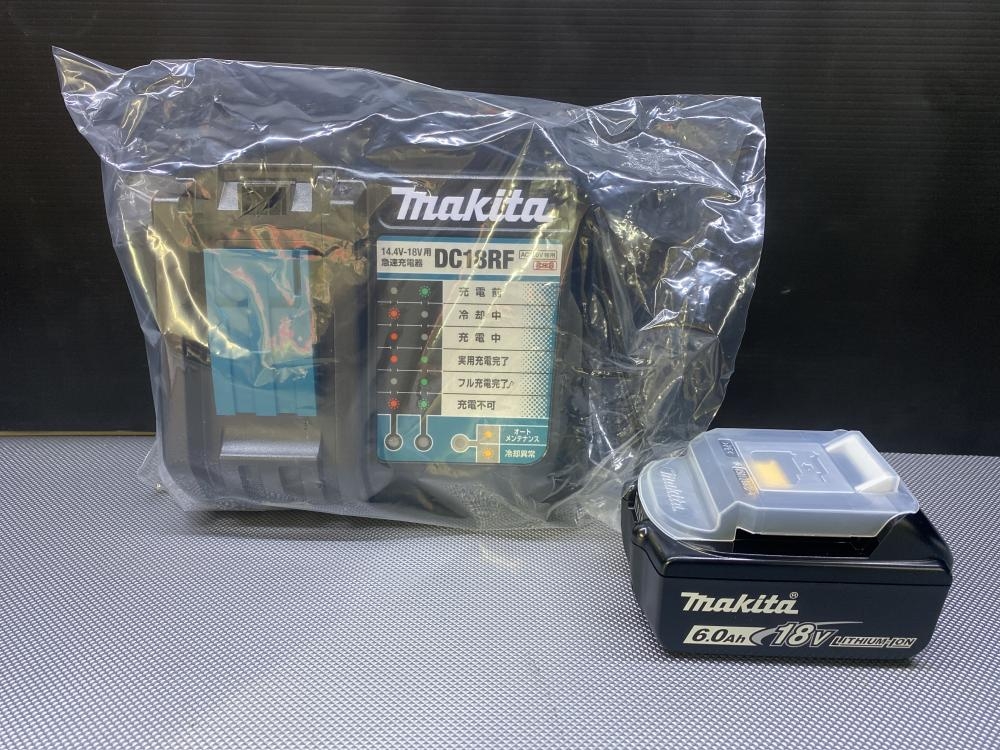 makita
14.4V-18V用
急速充電器
DC18RF
充電前
冷却中
充電中
実用充電完了
フル充電完了♪
充電不可
オート
メンテナンス
冷却異常
makita
makita®
6.0Ah 18V LITHIUM-ION